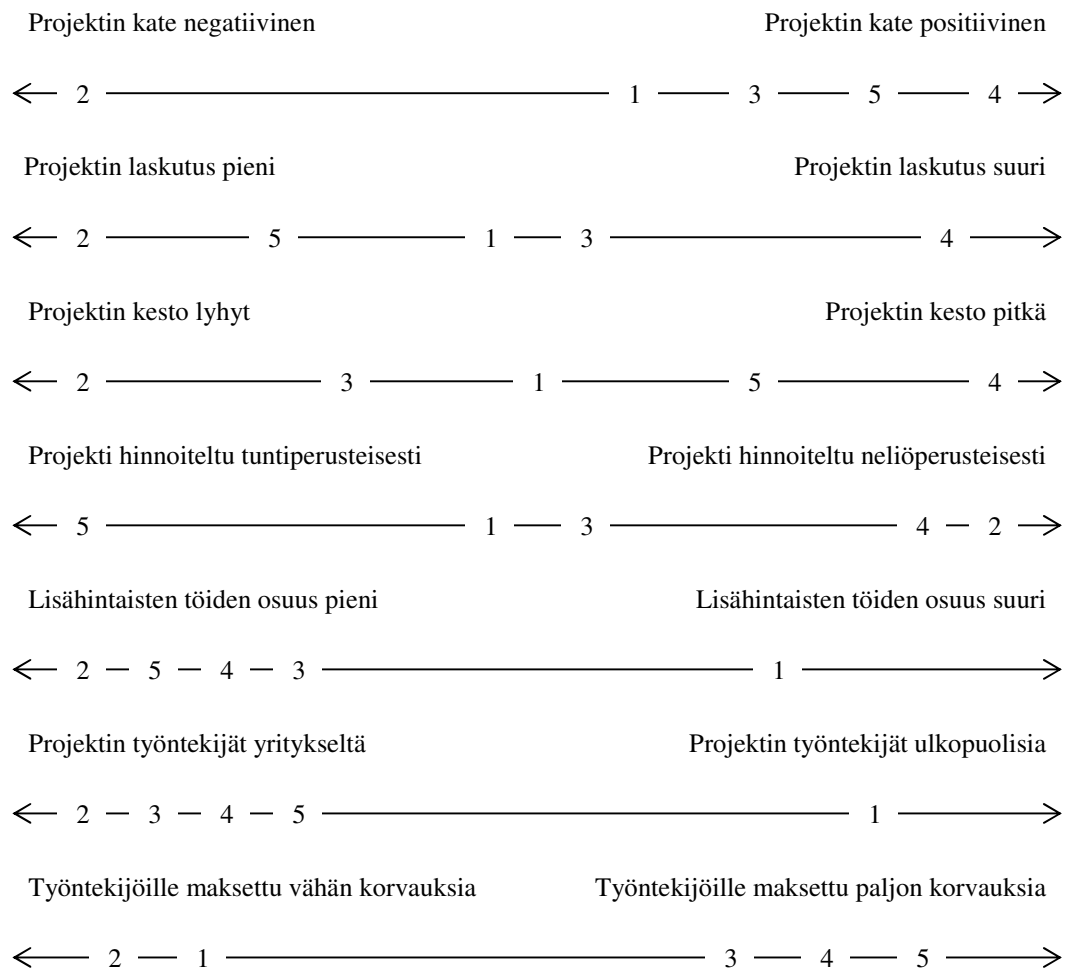 Projektin kate negatiivinen Projektin kate positiivinen
2 1 3 5 4
Projektin laskutus pieni Projektin laskutus suuri
2 5 1 3 4
Projektin kesto lyhyt Projektin kesto pitkä
2 3 1 5 4
Projekti hinnoiteltu tuntiperusteisesti Projekti hinnoiteltu neliöperusteisesti
5 1 3 4 2
Lisähintaisten töiden osuus pieni Lisähintaisten töiden osuus suuri
2 5 4 3 1
Projektin työntekijät yritykseltä Projektin työntekijät ulkopuolisia
2 3 4 5 1
Työntekijöille maksettu vähän korvauksia Työntekijöille maksettu paljon korvauksia
2 1 3 4 5